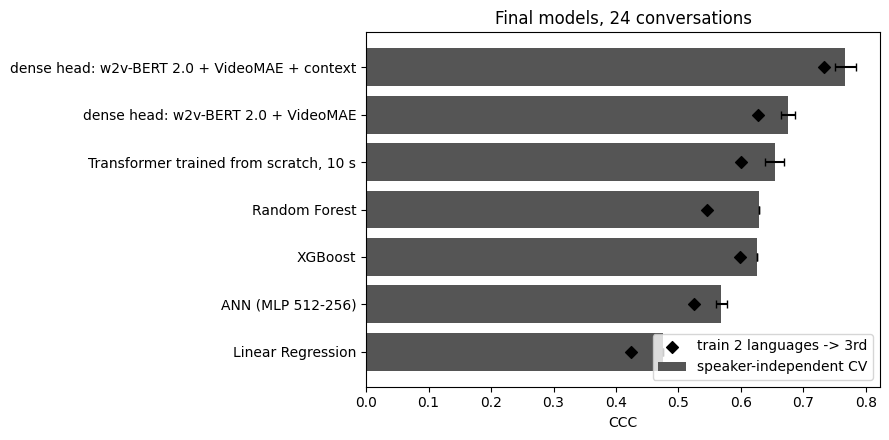 Final models, 24 conversations
dense head: w2v-BERT 2.0 + VideoMAE + context
dense head: w2v-BERT 2.0 + VideoMAE
Transformer trained from scratch, 10 s
Random Forest
XGBoost
ANN (MLP 512-256)
Linear Regression
train 2 languages -> 3rd
speaker-independent CV
0.0 0.1 0.2 0.3 0.4 0.5 0.6 0.7 0.8
CCC